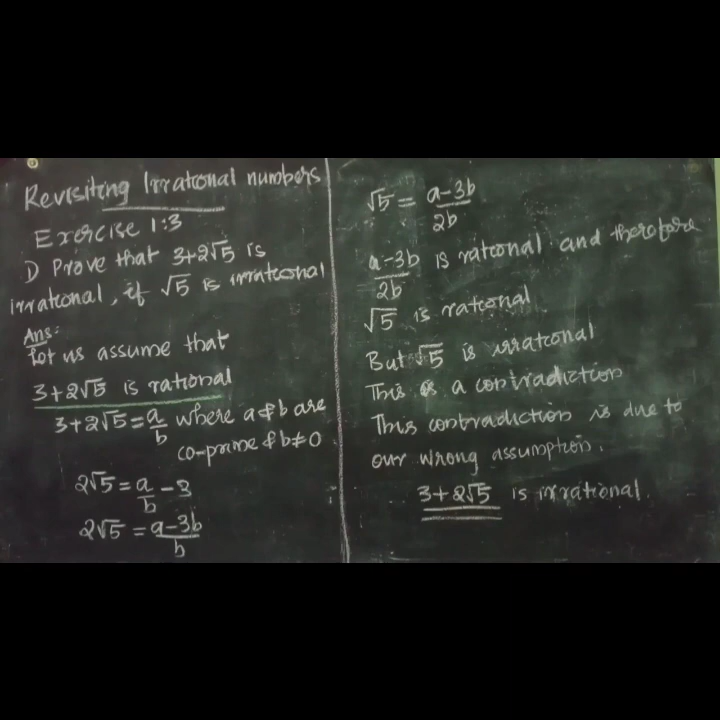 Revisiting Irrational numbers
Exercise 1:3
1) Prove that 3+2√5 is
irrational, if √5 is irrational
Ans:
Let us assume that
3+2√5 is rational
3+2√5 = a/b where a & b are
co-prime & b≠0
2√5 = a/b - 3
2√5 = a-3b/b
√5 = a-3b/2b
a-3b/2b is rational and therefore
√5 is rational
But √5 is irrational
This is a contradiction
This contradiction is due to
our wrong assumption.
3+2√5 is irrational.